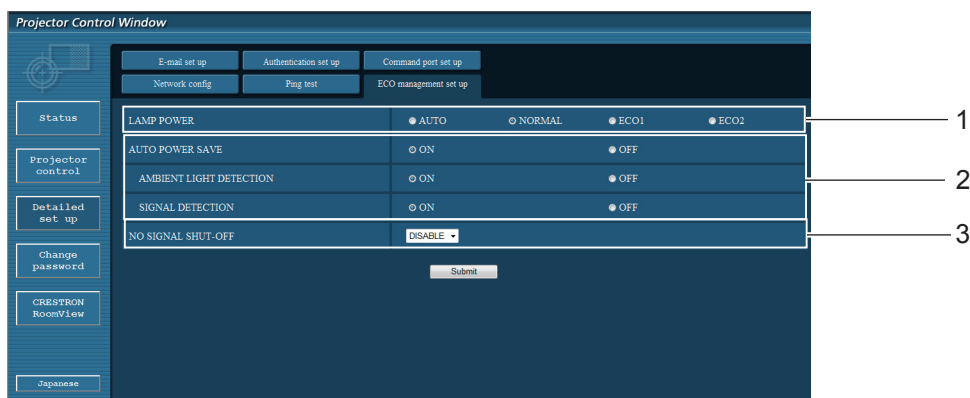 Projector Control Window
E-mail set up Authentication set up Command port set up
Network config Ping test ECO management set up
Status
Projector
control
Detailed
set up
Change
password
CRESTRON
RoomView
Japanese
LAMP POWER AUTO NORMAL ECO1 ECO2 1
AUTO POWER SAVE ON OFF
AMBIENT LIGHT DETECTION ON OFF 2
SIGNAL DETECTION ON OFF
NO SIGNAL SHUT-OFF DISABLE 3
Submit